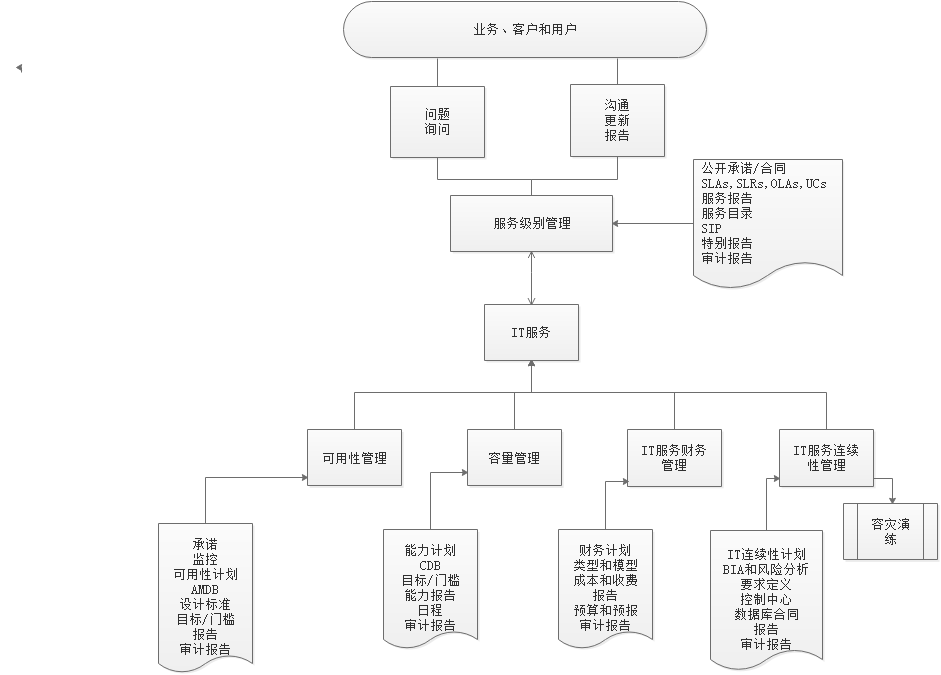 业务、客户和用户
问题
询问
沟通
更新
报告
公开承诺/合同
SLAs,SLRs,OLAs,UCs
服务报告
服务目录
SIP
特别报告
审计报告
服务级别管理
IT服务
可用性管理
容量管理
IT服务财务
管理
IT服务连续
性管理
容灾演
练
承诺
监控
可用性计划
AMDB
设计标准
目标/门槛
报告
审计报告
能力计划
CDB
目标/门槛
能力报告
日程
审计报告
财务计划
类型和模型
成本和收费
报告
预算和预报
审计报告
IT连续性计划
BIA和风险分析
要求定义
控制中心
数据库合同
报告
审计报告